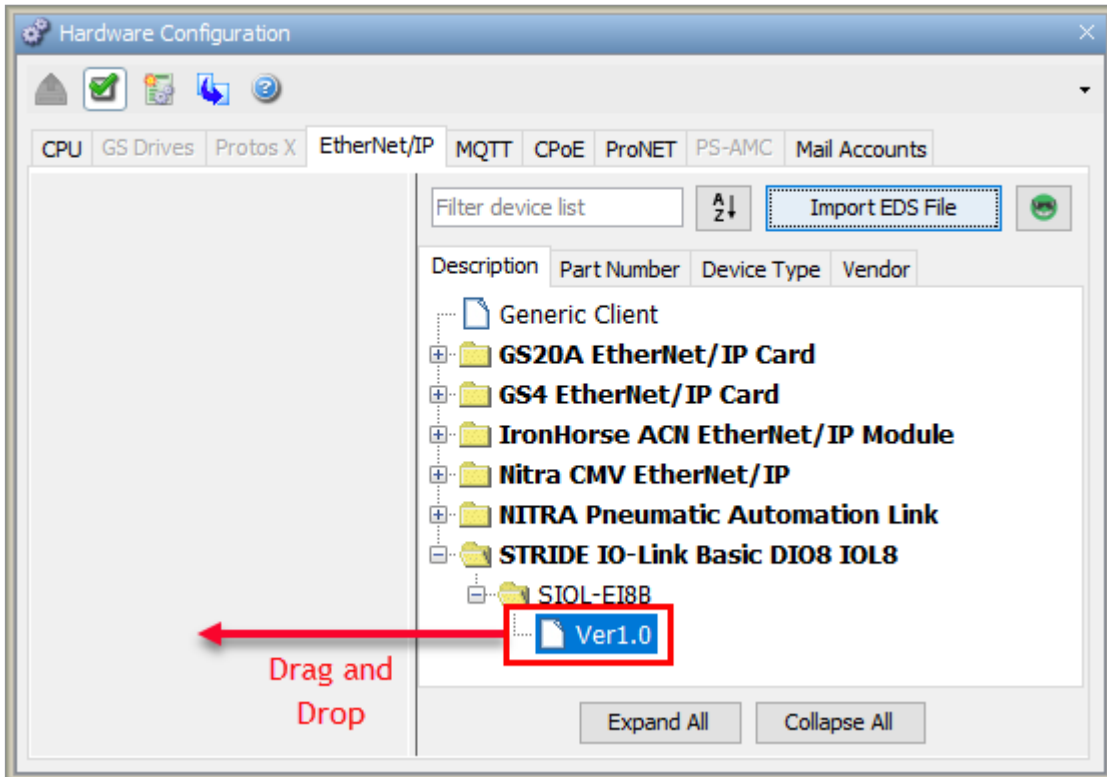 Hardware Configuration
CPU GS Drives Protos X EtherNet/IP MQTT CPoE ProNET PS-AMC Mail Accounts
Filter device list AZ Import EDS File
Description Part Number Device Type Vendor
Generic Client
GS20A EtherNet/IP Card
GS4 EtherNet/IP Card
IronHorse ACN EtherNet/IP Module
Nitra CMV EtherNet/IP
NITRA Pneumatic Automation Link
STRIDE IO-Link Basic DIO8 IOL8
SIOL-EI8B
Ver1.0
Drag and
Drop
Expand All Collapse All